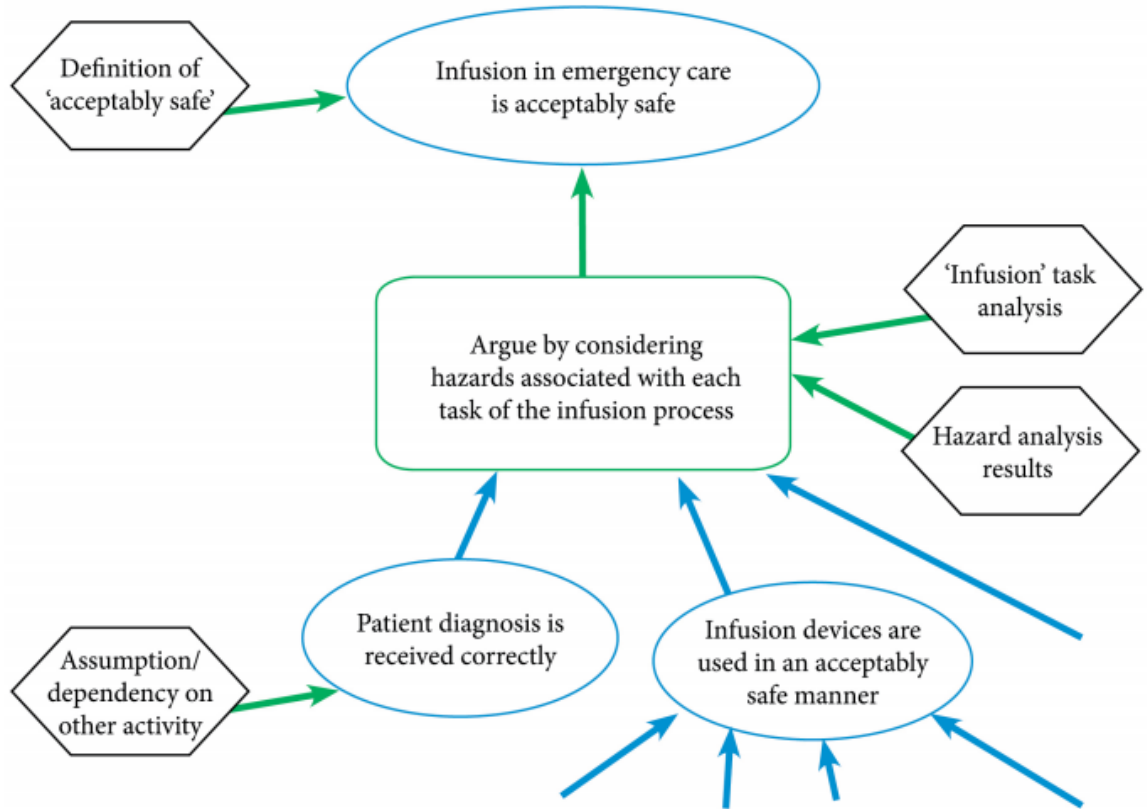 Definition of
‘acceptably safe’
Infusion in emergency care
is acceptably safe
‘Infusion’ task
analysis
Argue by considering
hazards associated with each
task of the infusion process
Hazard analysis
results
Patient diagnosis is
received correctly
Infusion devices are
used in an acceptably
safe manner
Assumption/
dependency on
other activity